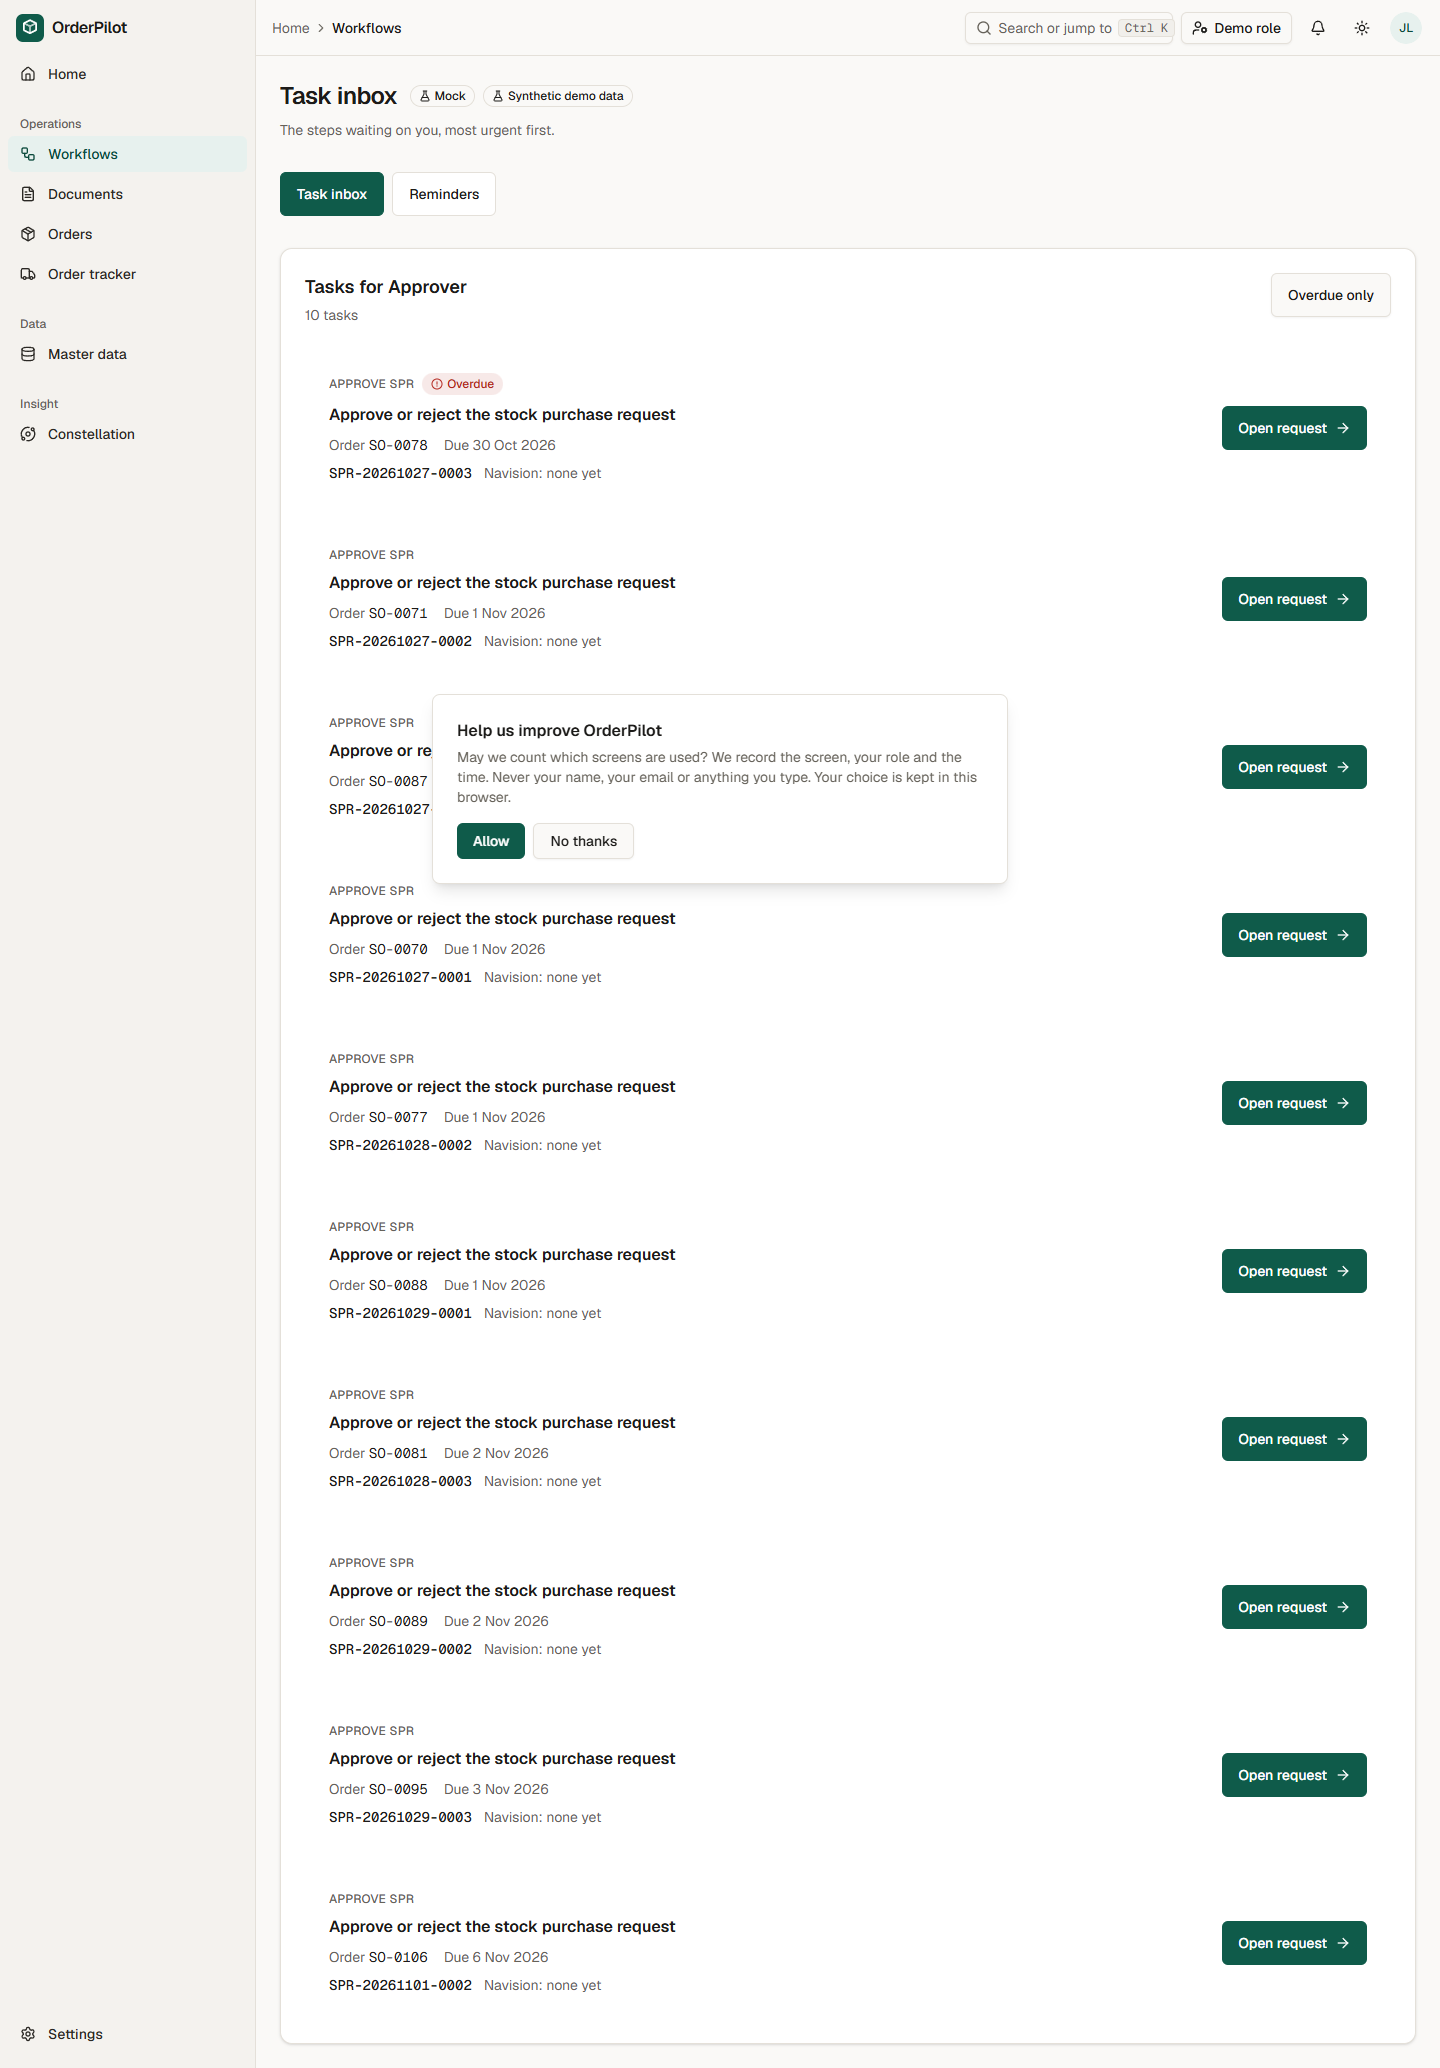 OrderPilot
Home
Operations
Workflows
Documents
Orders
Order tracker
Data
Master data
Insight
Constellation
Settings
Home > Workflows
Search or jump to Ctrl K
Demo role
JL
Task inbox Mock Synthetic demo data
The steps waiting on you, most urgent first.
Task inbox Reminders
Tasks for Approver
10 tasks
Overdue only
APPROVE SPR Overdue
Approve or reject the stock purchase request
Order SO-0078 Due 30 Oct 2026
SPR-20261027-0003 Navision: none yet
Open request
APPROVE SPR
Approve or reject the stock purchase request
Order SO-0071 Due 1 Nov 2026
SPR-20261027-0002 Navision: none yet
Open request
APPROVE SPR
Approve or re
Order SO-0087
SPR-20261027-
Open request
Help us improve OrderPilot
May we count which screens are used? We record the screen, your role and the
time. Never your name, your email or anything you type. Your choice is kept in this
browser.
Allow No thanks
APPROVE SPR
Approve or reject the stock purchase request
Order SO-0070 Due 1 Nov 2026
SPR-20261027-0001 Navision: none yet
Open request
APPROVE SPR
Approve or reject the stock purchase request
Order SO-0077 Due 1 Nov 2026
SPR-20261028-0002 Navision: none yet
Open request
APPROVE SPR
Approve or reject the stock purchase request
Order SO-0088 Due 1 Nov 2026
SPR-20261029-0001 Navision: none yet
Open request
APPROVE SPR
Approve or reject the stock purchase request
Order SO-0081 Due 2 Nov 2026
SPR-20261028-0003 Navision: none yet
Open request
APPROVE SPR
Approve or reject the stock purchase request
Order SO-0089 Due 2 Nov 2026
SPR-20261029-0002 Navision: none yet
Open request
APPROVE SPR
Approve or reject the stock purchase request
Order SO-0095 Due 3 Nov 2026
SPR-20261029-0003 Navision: none yet
Open request
APPROVE SPR
Approve or reject the stock purchase request
Order SO-0106 Due 6 Nov 2026
SPR-20261101-0002 Navision: none yet
Open request